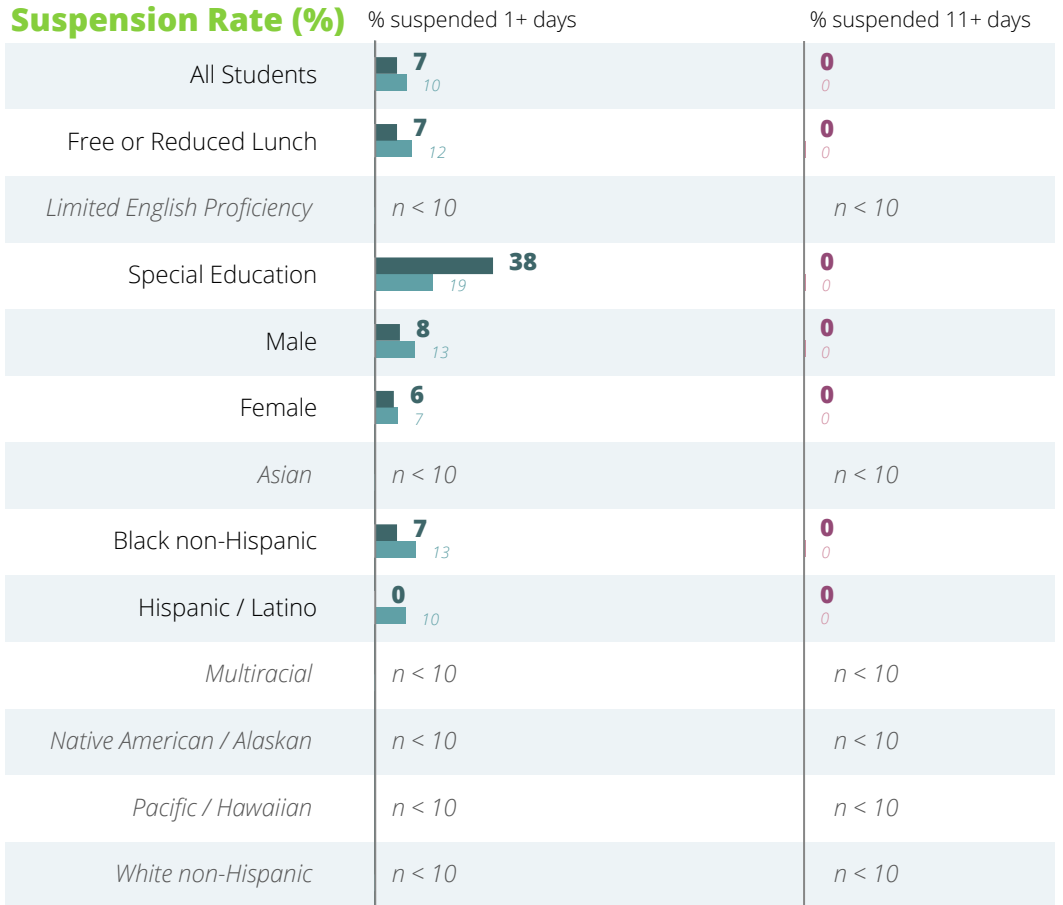 Suspension Rate (%) % suspended 1+ days % suspended 11+ days
All Students 7 0
10 0
Free or Reduced Lunch 7 0
12 0
Limited English Proficiency n < 10 n < 10
Special Education 38 0
19 0
Male 8 0
13 0
Female 6 0
7 0
Asian n < 10 n < 10
Black non-Hispanic 7 0
13 0
Hispanic / Latino 0 0
10 0
Multiracial n < 10 n < 10
Native American / Alaskan n < 10 n < 10
Pacific / Hawaiian n < 10 n < 10
White non-Hispanic n < 10 n < 10